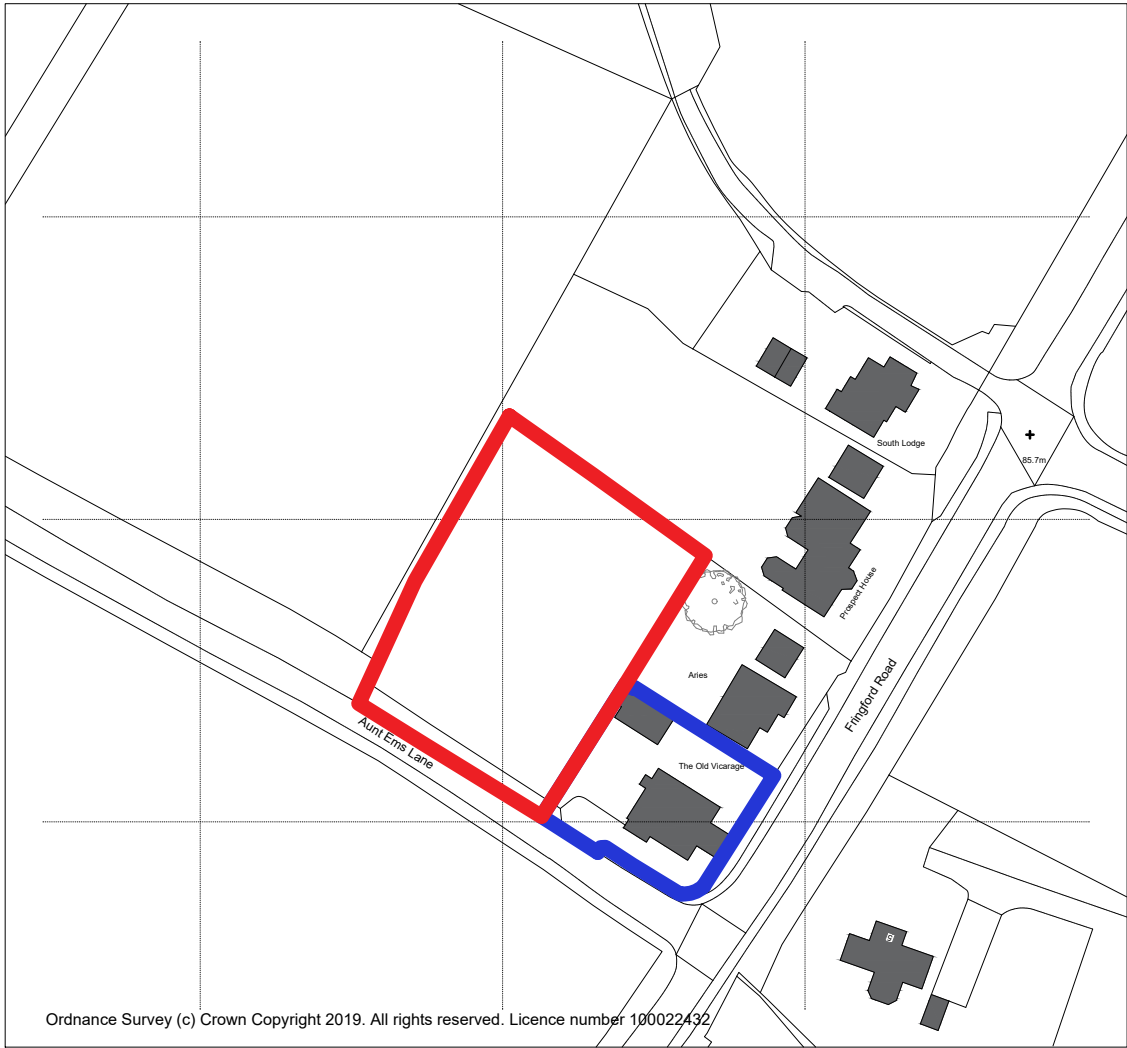 South Lodge
85.7m
Prospect House
Aries
Fringford Road
Aunt Ems Lane
The Old Vicarage
Ordnance Survey (c) Crown Copyright 2019. All rights reserved. Licence number 100022432